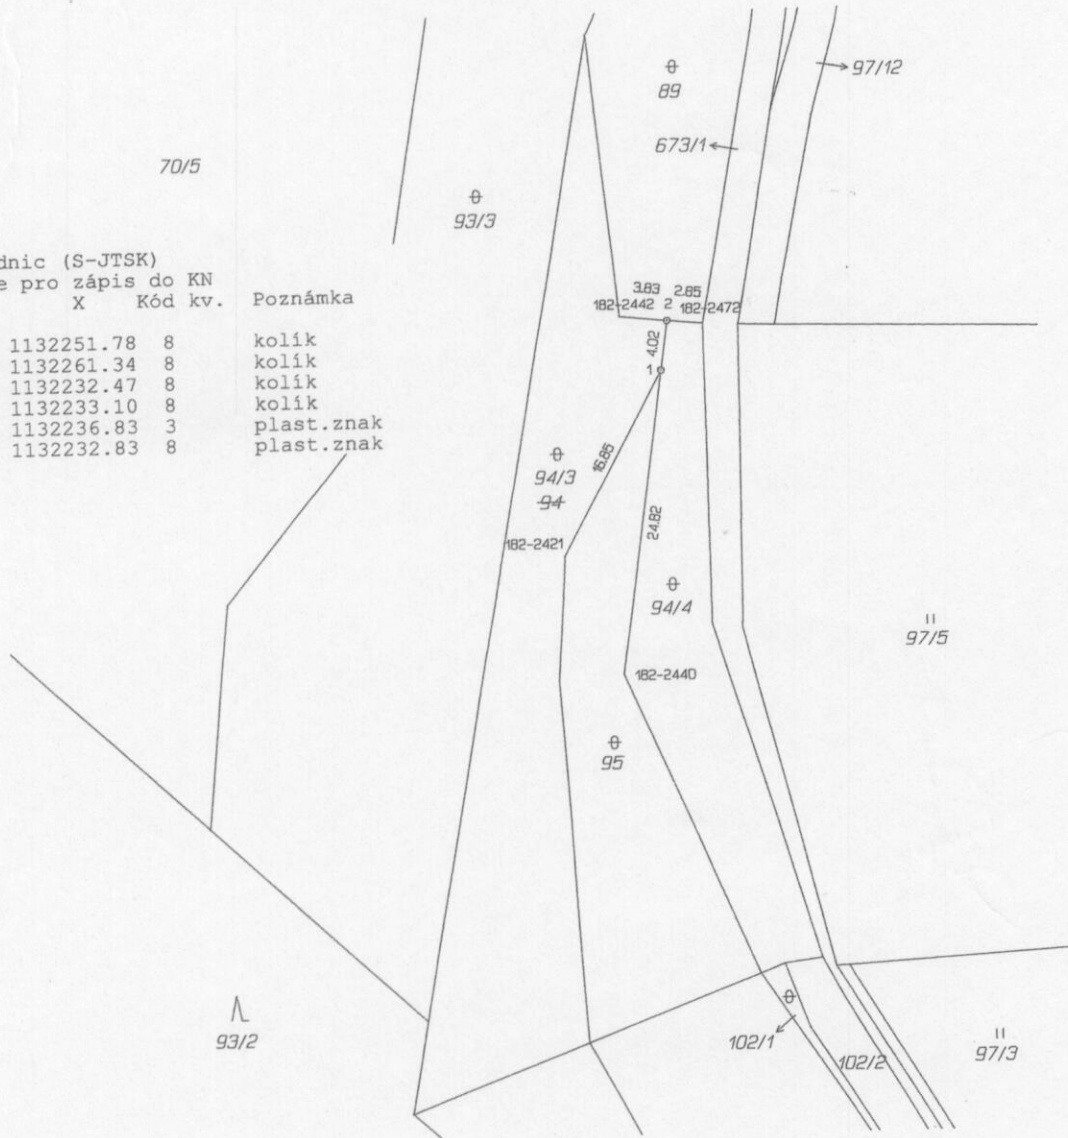 97/12
89
673/1
70/5
93/3
dnic (S-JTSK)
e pro zápis do KN
X Kód kv. Poznámka
3.83 2.85
182-2442 2 182-2472
1132251.78 8 kolík
1132261.34 8 kolík
1132232.47 8 kolík
1132233.10 8 kolík
1132236.83 3 plast.znak
1132232.83 8 plast.znak
4.02
1
94/3
94
16.85
24.82
182-2421
94/4
97/5
182-2440
95
93/2
102/1
102/2
97/3